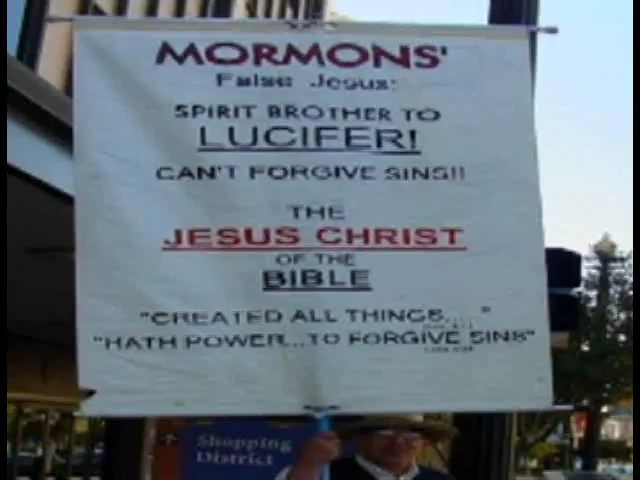 MORMONS'
False Jesus:
SPIRIT BROTHER TO
LUCIFER!
CAN'T FORGIVE SINS!!
THE
JESUS CHRIST
OF THE
BIBLE
"CREATED ALL THINGS...."
"HATH POWER...TO FORGIVE SINS"
Shopping
District